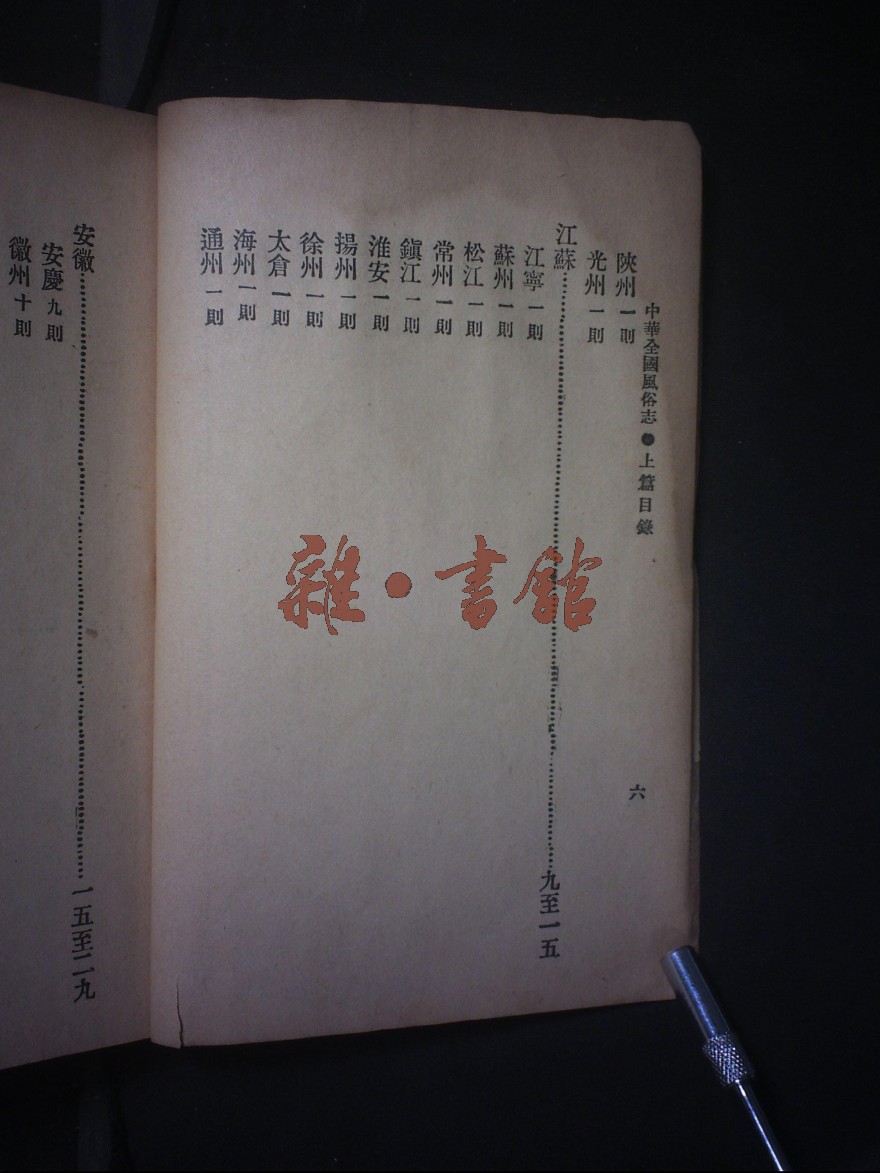 中華全國風俗志●上篇目錄
六
陝州一則
光州一則
江蘇……九至一五
江寧一則
蘇州一則
松江一則
常州一則
鎭江一則
淮安一則
揚州一則
徐州一則
太倉一則
海州一則
通州一則
安徽……一五至二九
安慶九則
徽州十則
雜•書館